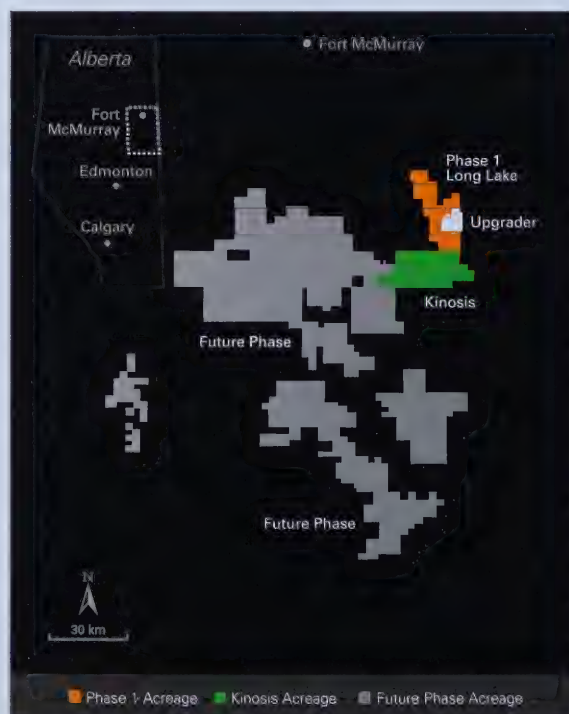 Fort McMurray
Alberta
Fort
McMurray
Edmonton
Calgary
Phase 1
Long Lake
Upgrader
Kinosis
Future Phase
Future Phase
N
30 km
Phase 1 Acreage Kinosis Acreage Future Phase Acreage